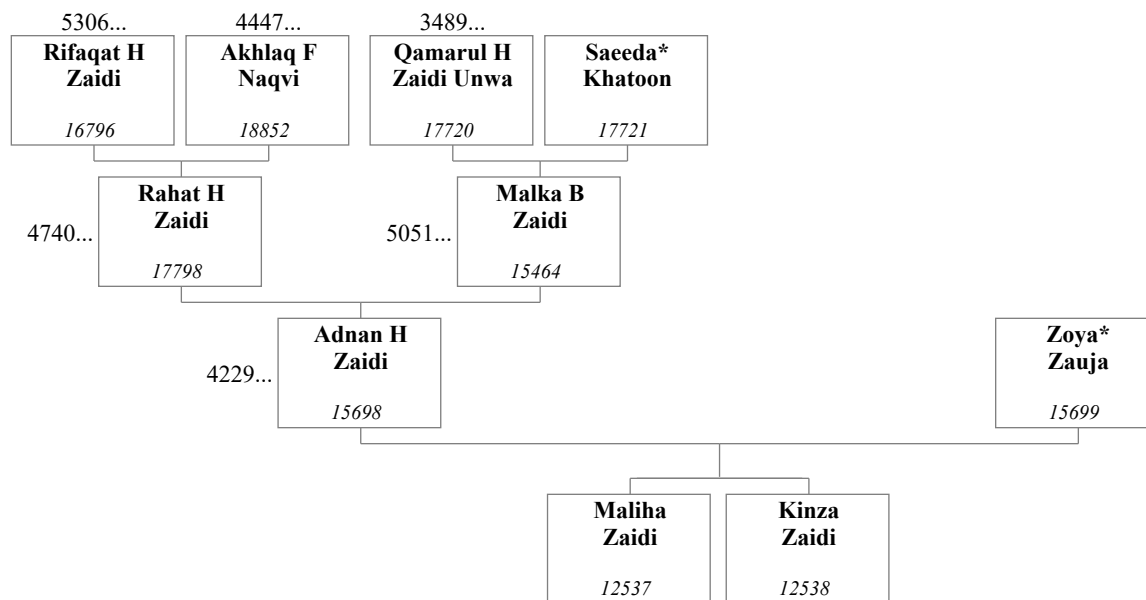 5306...
4447...
3489...
Rifaqat H
Zaidi
16796
Akhlaq F
Naqvi
18852
Qamarul H
Zaidi Unwa
17720
Saeeda*
Khatoon
17721
4740...
Rahat H
Zaidi
17798
5051...
Malka B
Zaidi
15464
4229...
Adnan H
Zaidi
15698
Zoya*
Zauja
15699
Maliha
Zaidi
12537
Kinza
Zaidi
12538